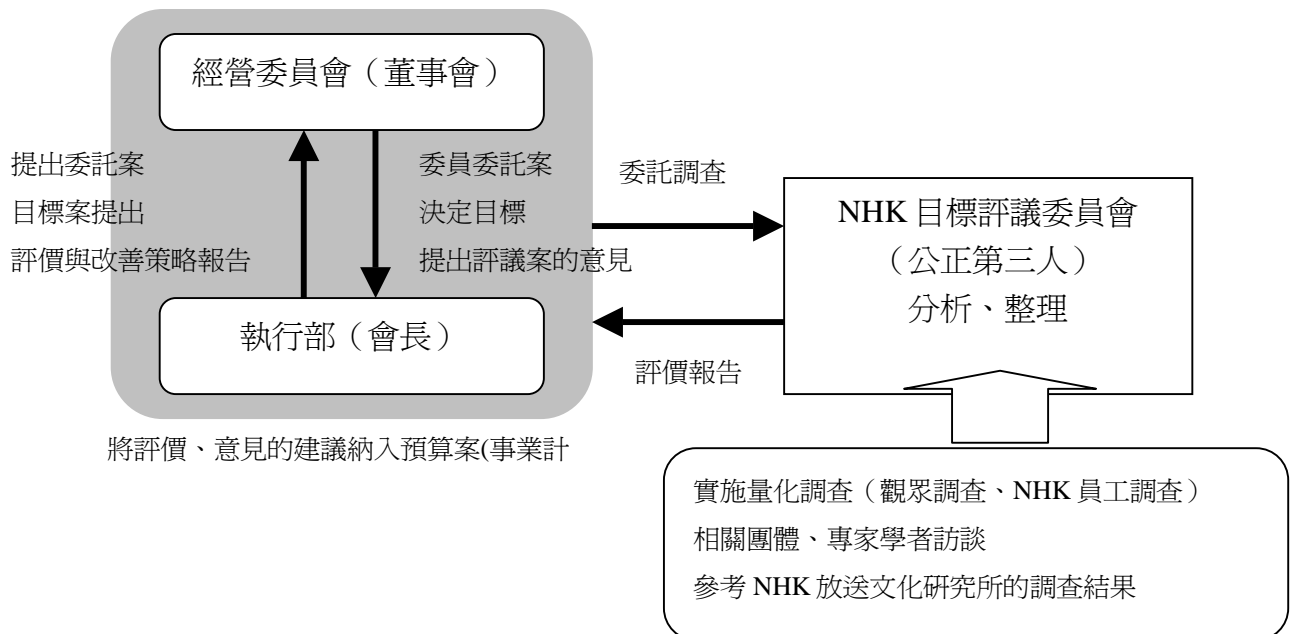 經營委員會（董事會）
提出委託案
目標案提出
評價與改善策略報告
委員委託案
決定目標
提出評議案的意見
執行部（會長）
將評價、意見的建議納入預算案(事業計
委託調查
評價報告
NHK 目標評議委員會
（公正第三人）
分析、整理
實施量化調查（觀眾調查、NHK 員工調查）
相關團體、專家學者訪談
參考 NHK 放送文化研究所的調查結果